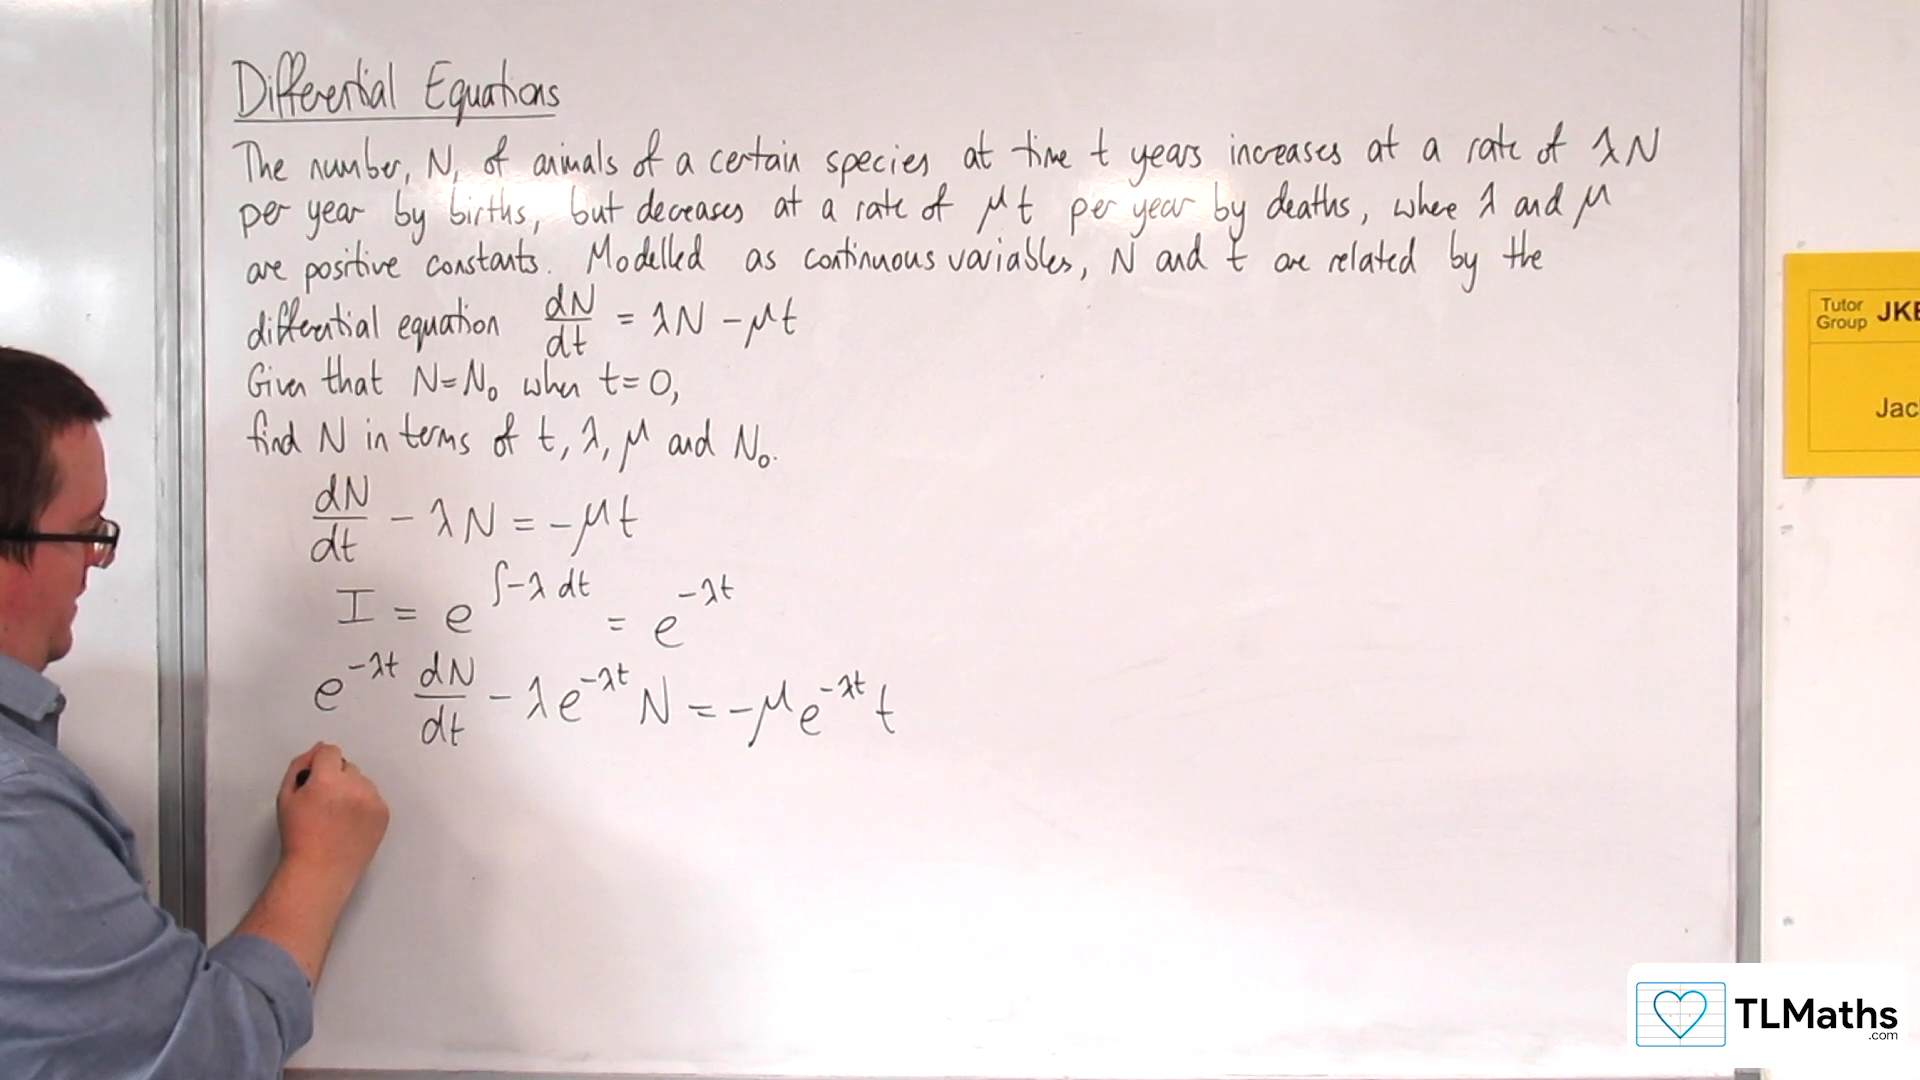 Differential Equations
The number, N, of animals of a certain species at time t years increases at a rate of λN
per year by births, but decreases at a rate of μt per year by deaths, where λ and μ
are positive constants. Modelled as continuous variables, N and t are related by the
differential equation dN/dt = λN - μt
Given that N=N₀ when t=0,
find N in terms of t, λ, μ and N₀.
dN/dt - λN = -μt
I = e^(∫-λ dt) = e^(-λt)
e^(-λt) dN/dt - λe^(-λt) N = -μe^(-λt) t
Tutor Group JKE
Jac
TLMaths
.com